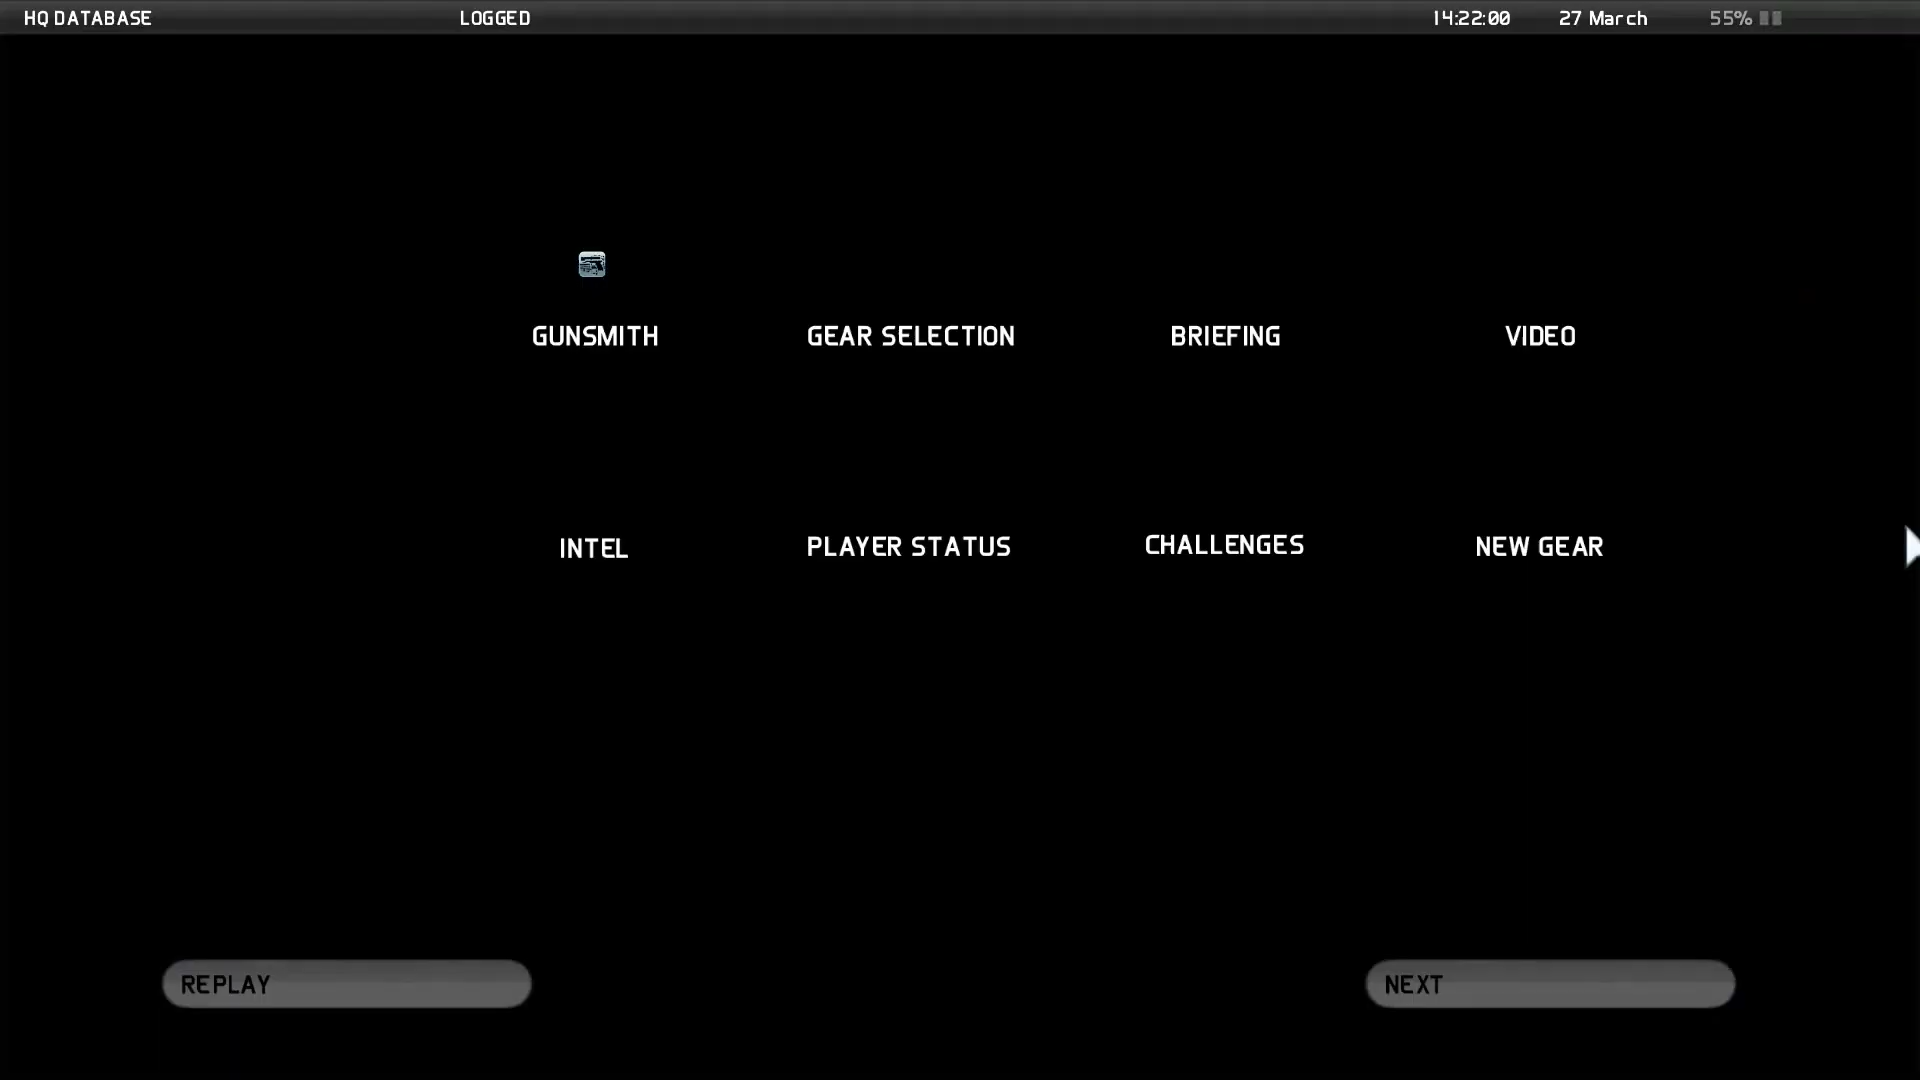 HQ DATABASE LOGGED 14:22:00 27 March 55%
GUNSMITH GEAR SELECTION BRIEFING VIDEO
INTEL PLAYER STATUS CHALLENGES NEW GEAR
REPLAY NEXT